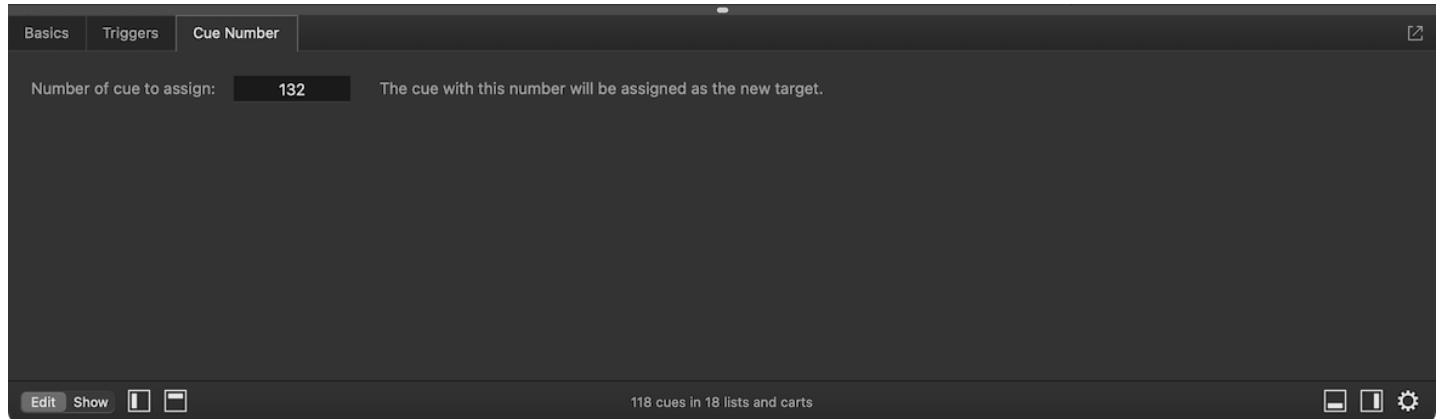 Basics Triggers Cue Number
Number of cue to assign: 132 The cue with this number will be assigned as the new target.
Edit Show 118 cues in 18 lists and carts